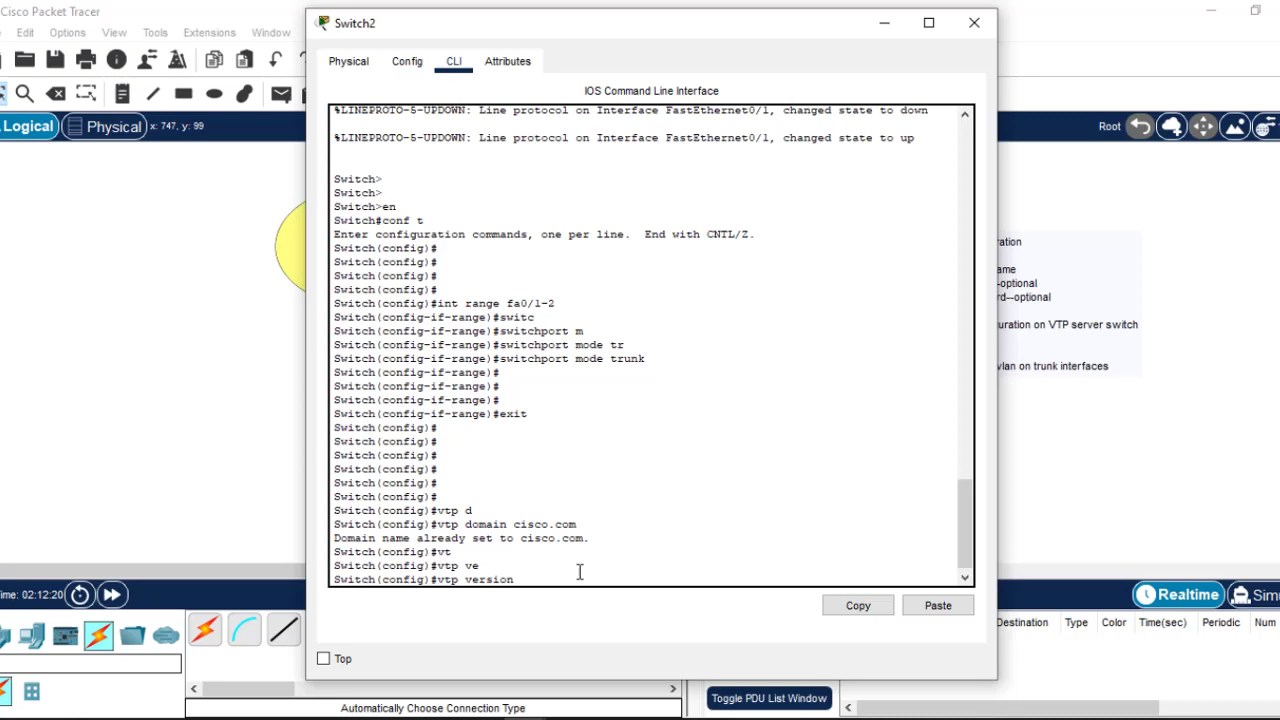 Cisco Packet Tracer
Edit Options View Tools Extensions Window
Logical Physical x: 747, y: 99
Root
Switch2
Physical Config CLI Attributes
IOS Command Line Interface
%LINEPROTO-5-UPDOWN: Line protocol on Interface FastEthernet0/1, changed state to down
%LINEPROTO-5-UPDOWN: Line protocol on Interface FastEthernet0/1, changed state to up
Switch>
Switch>
Switch>en
Switch#conf t
Enter configuration commands, one per line.  End with CNTL/Z.
Switch(config)#
Switch(config)#
Switch(config)#
Switch(config)#
Switch(config)#int range fa0/1-2
Switch(config-if-range)#switc
Switch(config-if-range)#switchport m
Switch(config-if-range)#switchport mode tr
Switch(config-if-range)#switchport mode trunk
Switch(config-if-range)#
Switch(config-if-range)#
Switch(config-if-range)#
Switch(config-if-range)#exit
Switch(config)#
Switch(config)#
Switch(config)#
Switch(config)#
Switch(config)#
Switch(config)#
Switch(config)#vtp d
Switch(config)#vtp domain cisco.com
Domain name already set to cisco.com.
Switch(config)#vt
Switch(config)#vtp ve
Switch(config)#vtp version
Copy Paste
Top
ration
ame
-optional
rd--optional
uration on VTP server switch
vlan on trunk interfaces
Time: 02:12:20
Realtime Simu
Destination Type Color Time(sec) Periodic Num
Automatically Choose Connection Type
Toggle PDU List Window